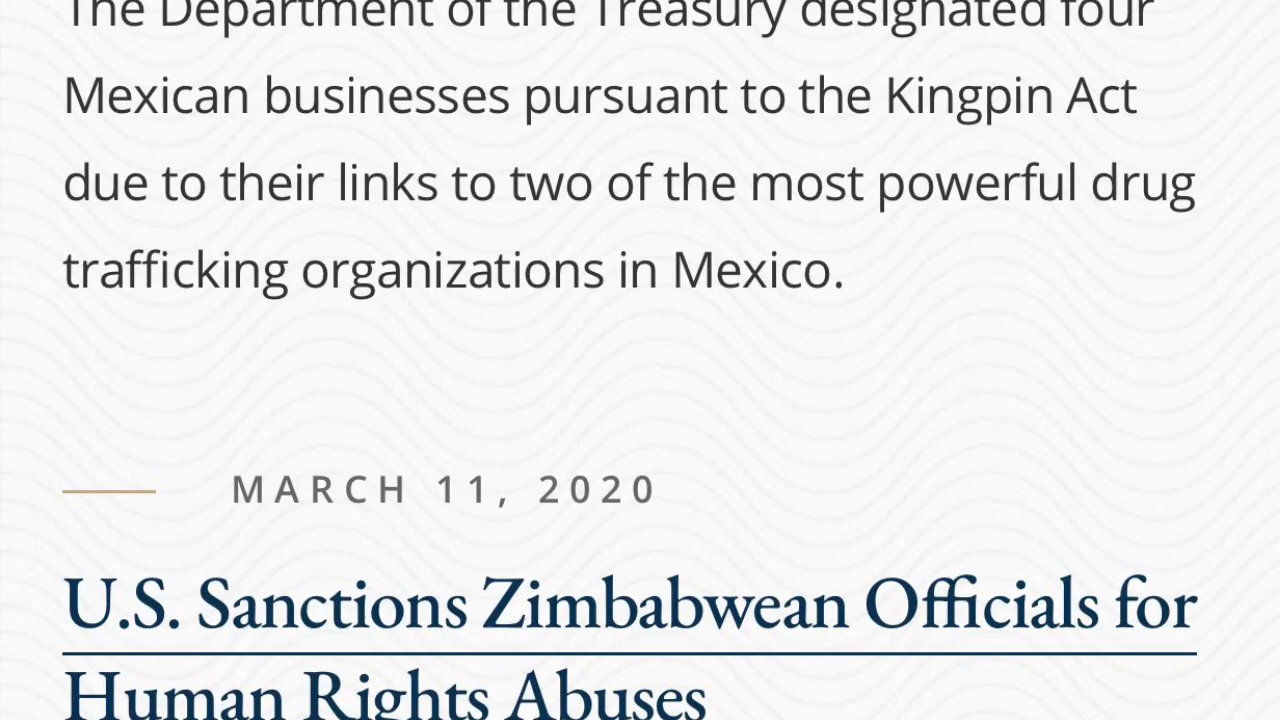 The Department of the Treasury designated four
Mexican businesses pursuant to the Kingpin Act
due to their links to two of the most powerful drug
trafficking organizations in Mexico.
MARCH 11, 2020
U.S. Sanctions Zimbabwean Officials for
Human Rights Abuses